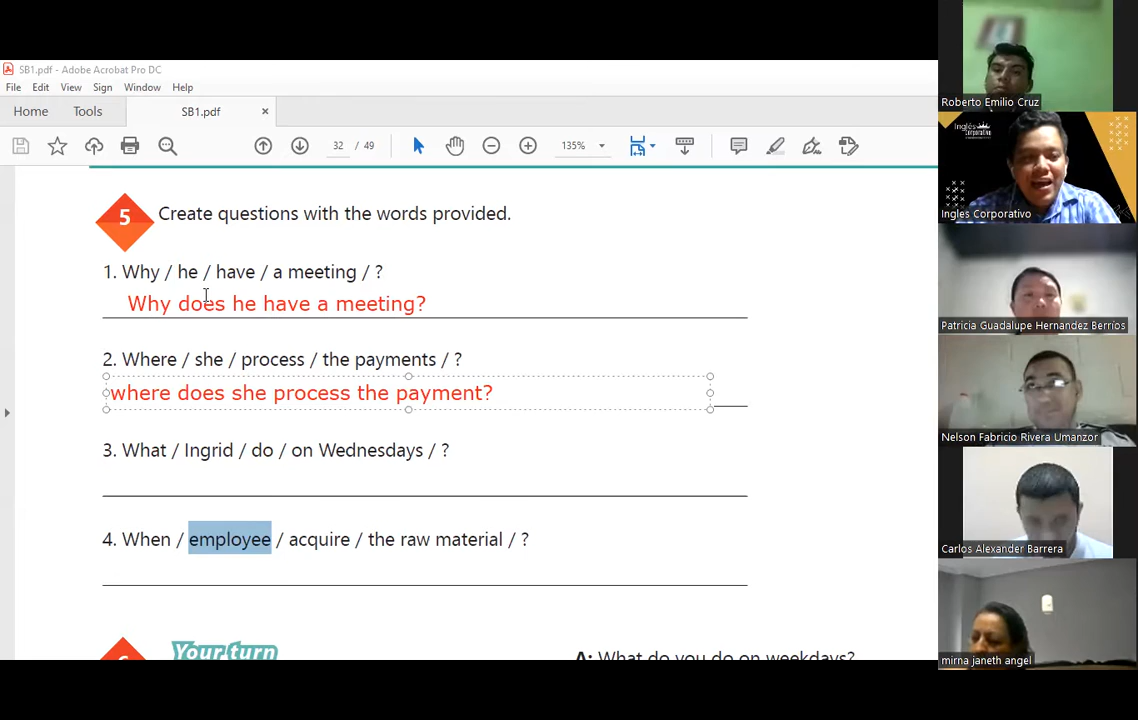 SB1.pdf - Adobe Acrobat Pro DC
File Edit View Sign Window Help
Home Tools SB1.pdf ×
32 / 49 135%
5 Create questions with the words provided.
1. Why / he / have / a meeting / ?
Why does he have a meeting?
2. Where / she / process / the payments / ?
where does she process the payment?
3. What / Ingrid / do / on Wednesdays / ?
4. When / employee / acquire / the raw material / ?
6 Your turn
A: What do you do on weekdays?
Roberto Emilio Cruz
Inglés
Corporativo
Ingles Corporativo
Patricia Guadalupe Hernandez Berrios
Nelson Fabricio Rivera Umanzor
Carlos Alexander Barrera
mirna janeth angel